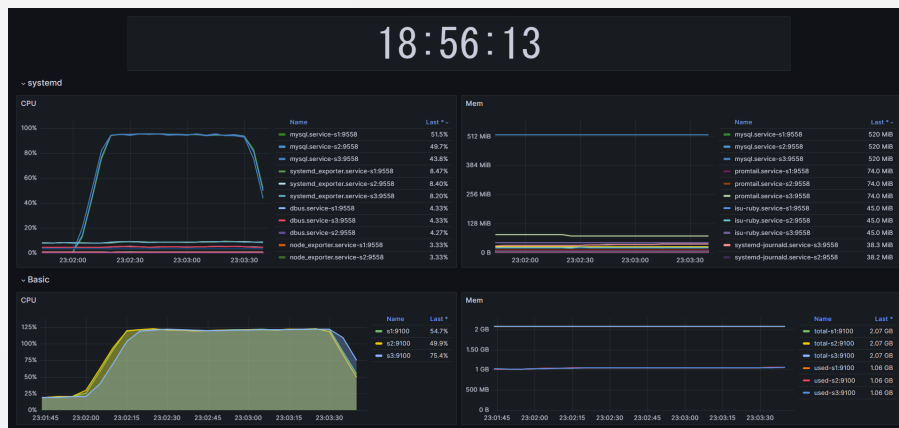 18:56:13
systemd
CPU
Name Last *
100%
80%
60%
40%
20%
0%
23:02:00 23:02:30 23:03:00 23:03:30
mysql.service-s1:9558 51.5%
mysql.service-s2:9558 49.7%
mysql.service-s3:9558 43.8%
systemd_exporter.service-s1:9558 8.47%
systemd_exporter.service-s2:9558 8.40%
systemd_exporter.service-s3:9558 8.20%
dbus.service-s1:9558 4.33%
dbus.service-s3:9558 4.33%
dbus.service-s2:9558 4.27%
node_exporter.service-s1:9558 3.33%
node_exporter.service-s2:9558 3.33%
Mem
Name Last *
512 MiB
384 MiB
256 MiB
128 MiB
0 B
23:02:00 23:02:30 23:03:00 23:03:30
mysql.service-s1:9558 520 MiB
mysql.service-s2:9558 520 MiB
mysql.service-s3:9558 520 MiB
promtail.service-s1:9558 74.0 MiB
promtail.service-s2:9558 74.0 MiB
promtail.service-s3:9558 74.0 MiB
isu-ruby.service-s1:9558 45.0 MiB
isu-ruby.service-s2:9558 45.0 MiB
isu-ruby.service-s3:9558 45.0 MiB
systemd-journald.service-s3:9558 38.3 MiB
systemd-journald.service-s2:9558 38.2 MiB
Basic
CPU
Name Last *
125%
100%
75%
50%
25%
0%
23:01:45 23:02:00 23:02:15 23:02:30 23:02:45 23:03:00 23:03:15 23:03:30
s1:9100 54.7%
s2:9100 49.9%
s3:9100 75.4%
Mem
Name Last *
2 GB
1.50 GB
1 GB
500 MB
0 B
23:01:45 23:02:00 23:02:15 23:02:30 23:02:45 23:03:00 23:03:15 23:03:30
total-s1:9100 2.07 GB
total-s2:9100 2.07 GB
total-s3:9100 2.07 GB
used-s1:9100 1.06 GB
used-s2:9100 1.06 GB
used-s3:9100 1.06 GB